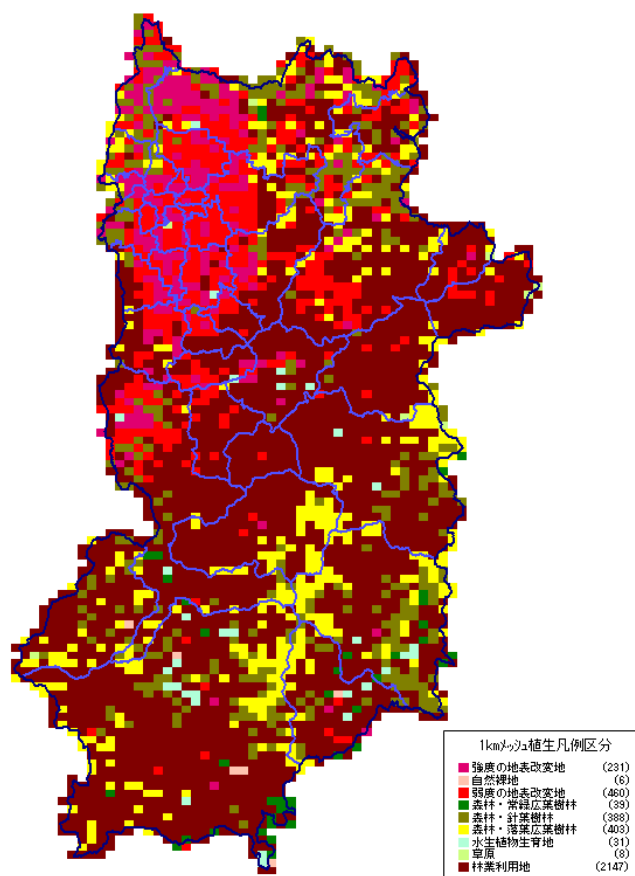 1kmメッシュ植生凡例区分
強度の地表改変地 (231)
自然裸地 (6)
弱度の地表改変地 (460)
森林・常緑広葉樹林 (39)
森林・針葉樹林 (388)
森林・落葉広葉樹林 (403)
水生植物生育地 (31)
草原 (8)
林業利用地 (2147)